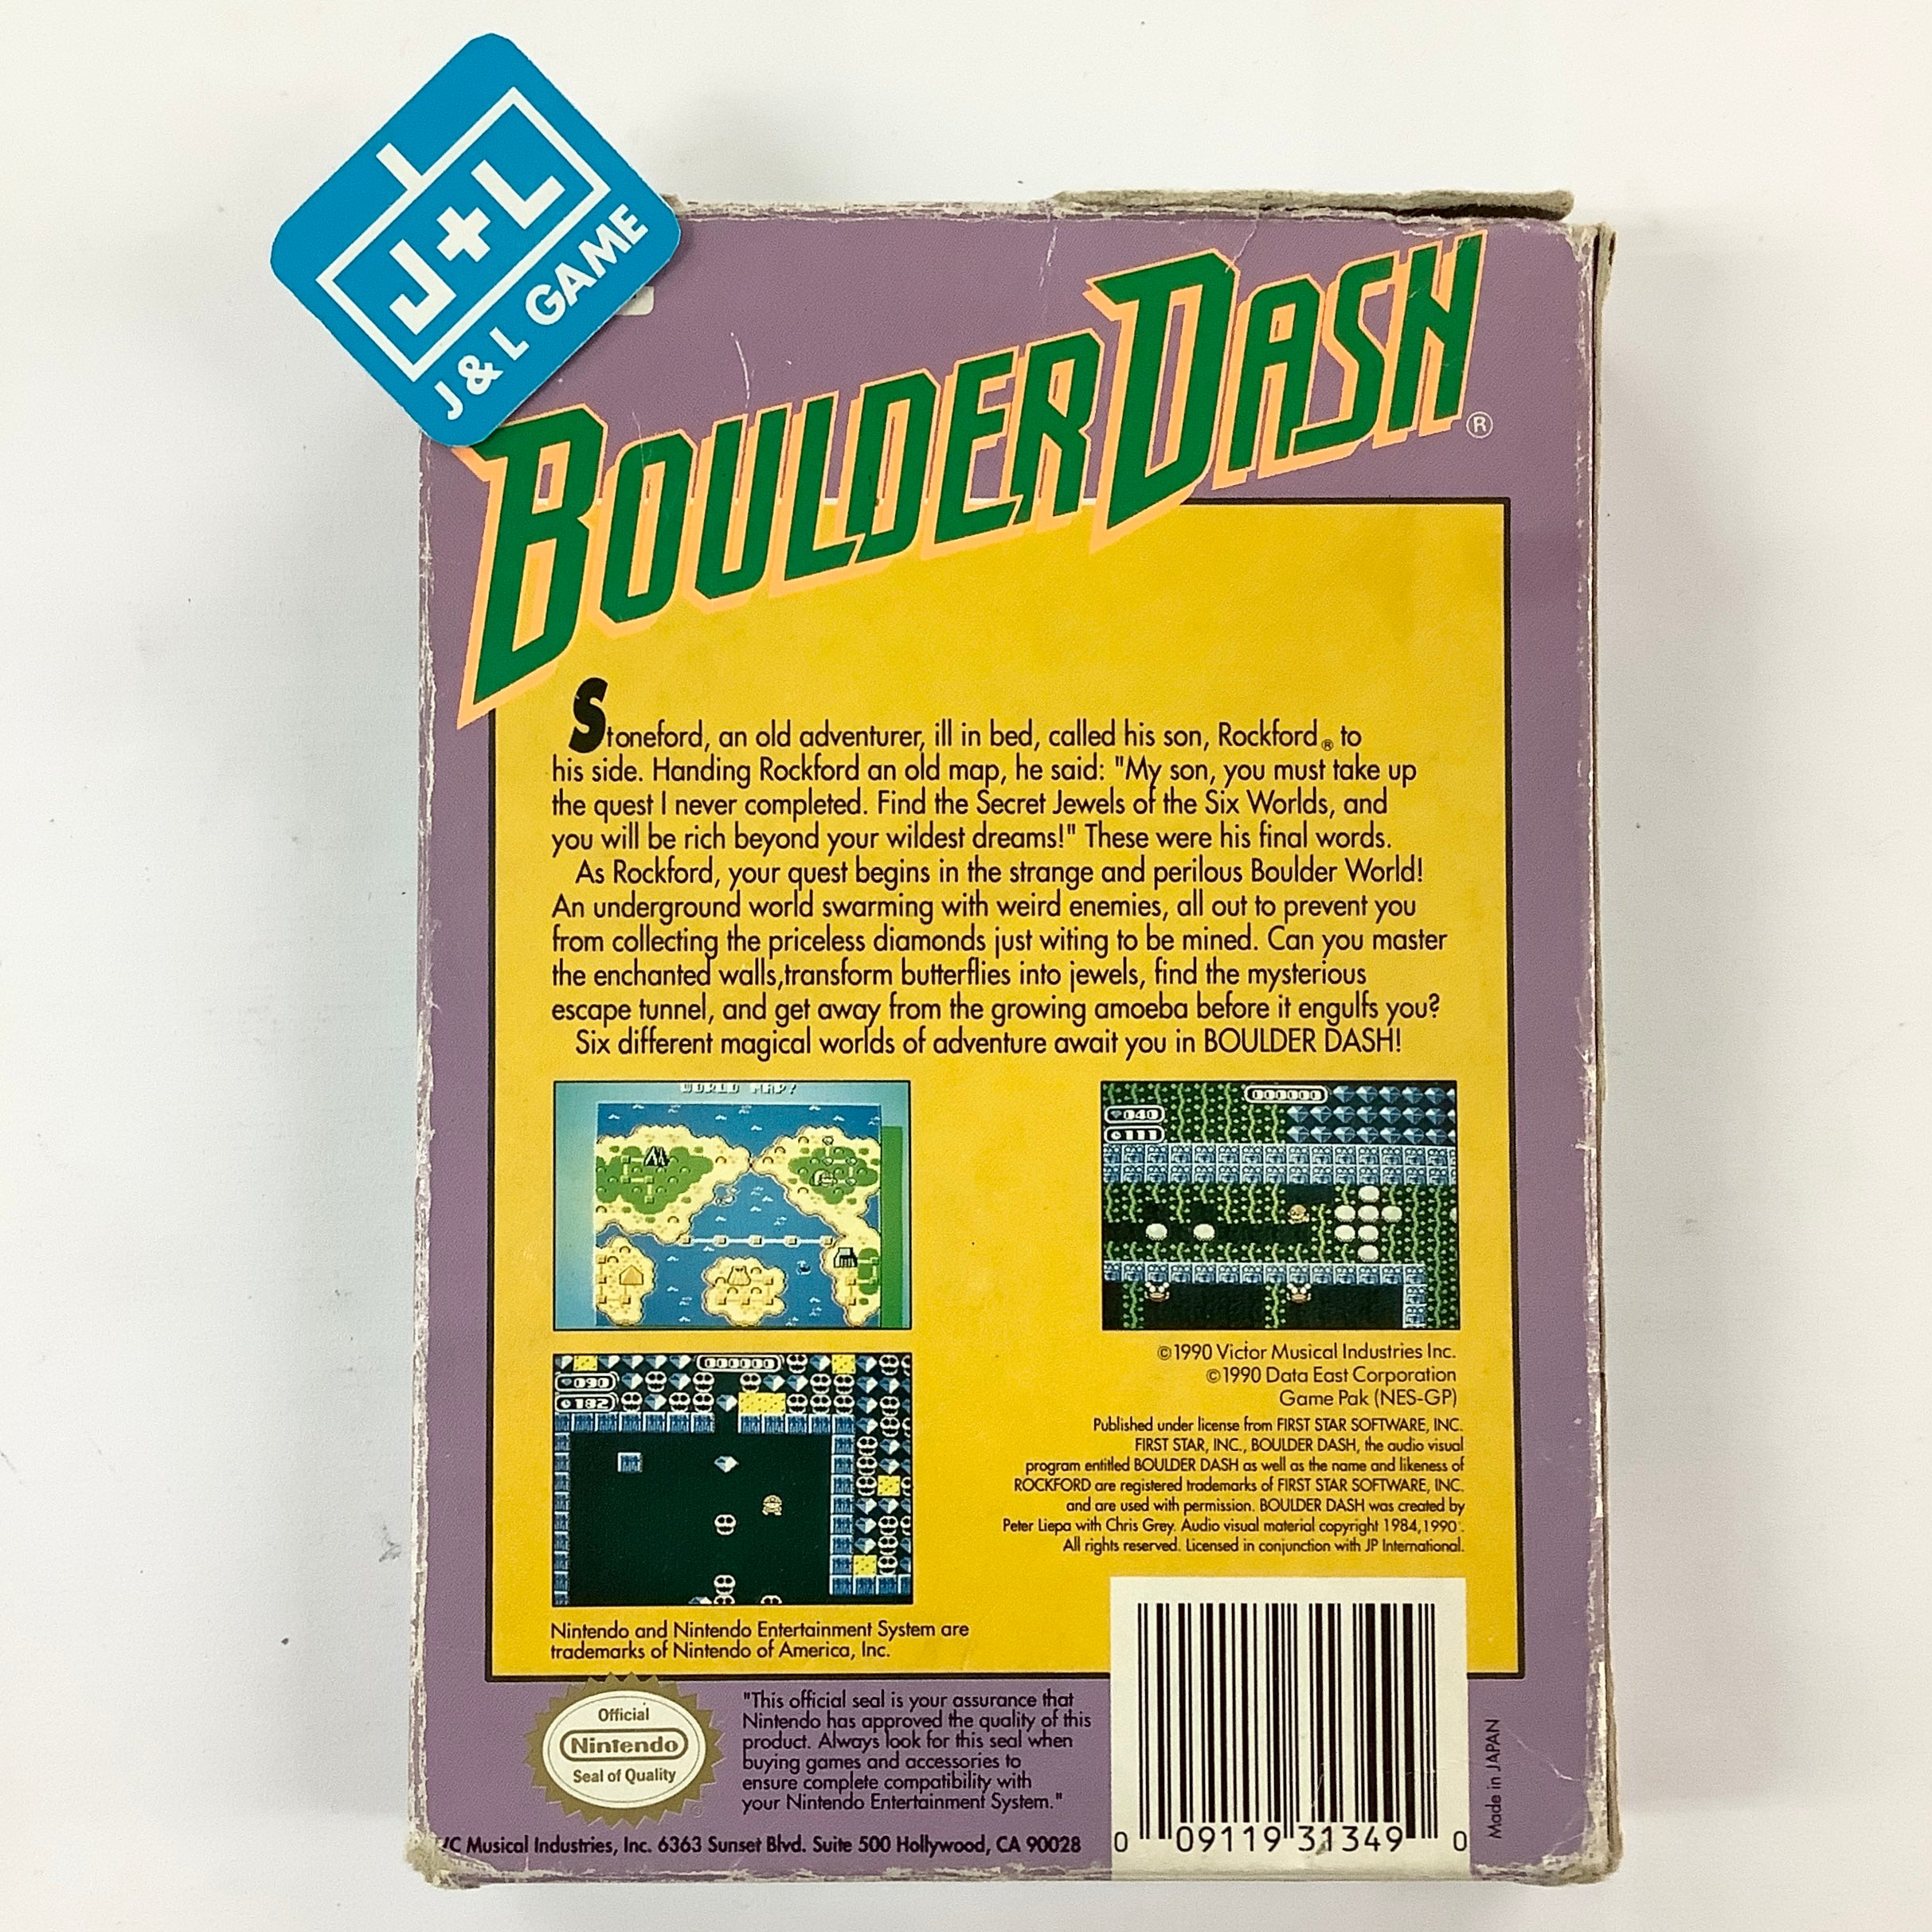 J+L
J & L GAME
BOULDER DASH®
Stoneford, an old adventurer, ill in bed, called his son, Rockford® to
his side. Handing Rockford an old map, he said: "My son, you must take up
the quest I never completed. Find the Secret Jewels of the Six Worlds, and
you will be rich beyond your wildest dreams!" These were his final words.
As Rockford, your quest begins in the strange and perilous Boulder World!
An underground world swarming with weird enemies, all out to prevent you
from collecting the priceless diamonds just witing to be mined. Can you master
the enchanted walls,transform butterflies into jewels, find the mysterious
escape tunnel, and get away from the growing amoeba before it engulfs you?
Six different magical worlds of adventure await you in BOULDER DASH!
WORLD MAP?
000000
040
111
000000
090
182
©1990 Victor Musical Industries Inc.
©1990 Data East Corporation
Game Pak (NES-GP)
Published under license from FIRST STAR SOFTWARE, INC.
FIRST STAR, INC., BOULDER DASH, the audio visual
program entitled BOULDER DASH as well as the name and likeness of
ROCKFORD are registered trademarks of FIRST STAR SOFTWARE, INC.
and are used with permission. BOULDER DASH was created by
Peter Liepa with Chris Grey. Audio visual material copyright 1984,1990.
All rights reserved. Licensed in conjunction with JP International.
Nintendo and Nintendo Entertainment System are
trademarks of Nintendo of America, Inc.
Official
Nintendo
Seal of Quality
"This official seal is your assurance that
Nintendo has approved the quality of this
product. Always look for this seal when
buying games and accessories to
ensure complete compatibility with
your Nintendo Entertainment System."
/C Musical Industries, Inc. 6363 Sunset Blvd. Suite 500 Hollywood, CA 90028
0 09119 31349 0
Made in JAPAN